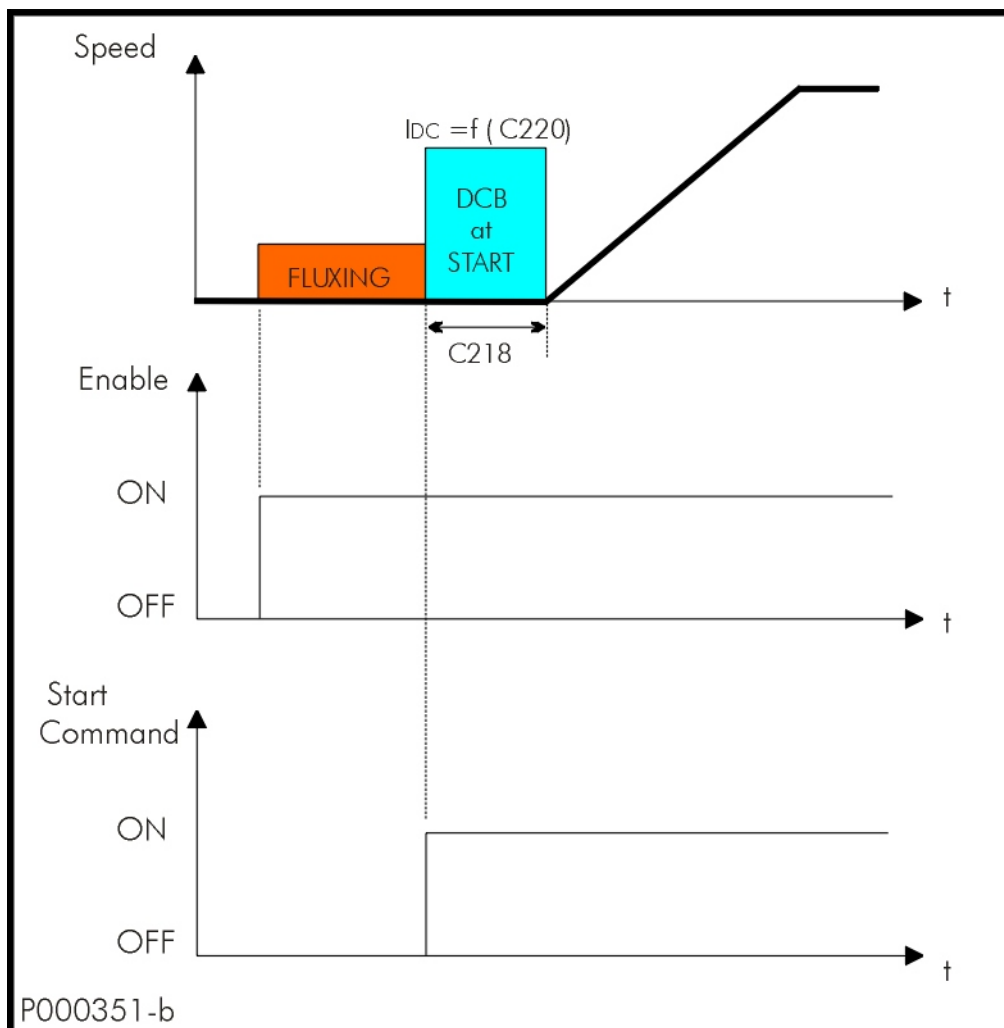 Speed
IDC =f ( C220)
DCB
at
START
FLUXING
t
C218
Enable
ON
OFF
t
Start
Command
ON
OFF
t
P000351-b